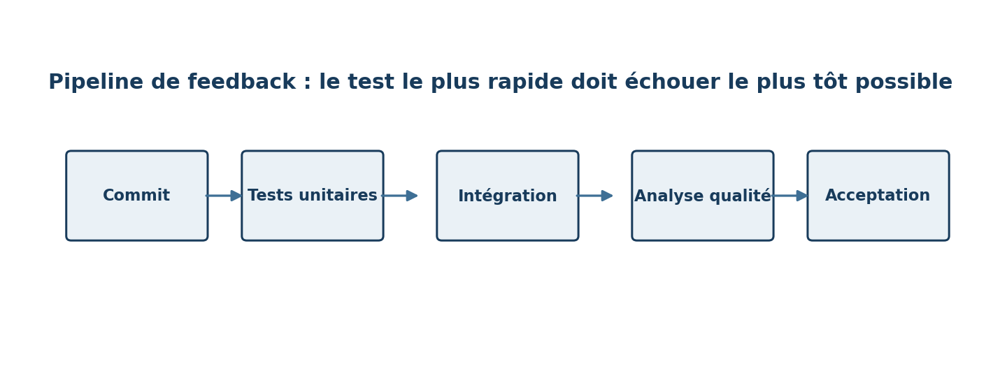 Pipeline de feedback : le test le plus rapide doit échouer le plus tôt possible
Commit
Tests unitaires
Intégration
Analyse qualité
Acceptation